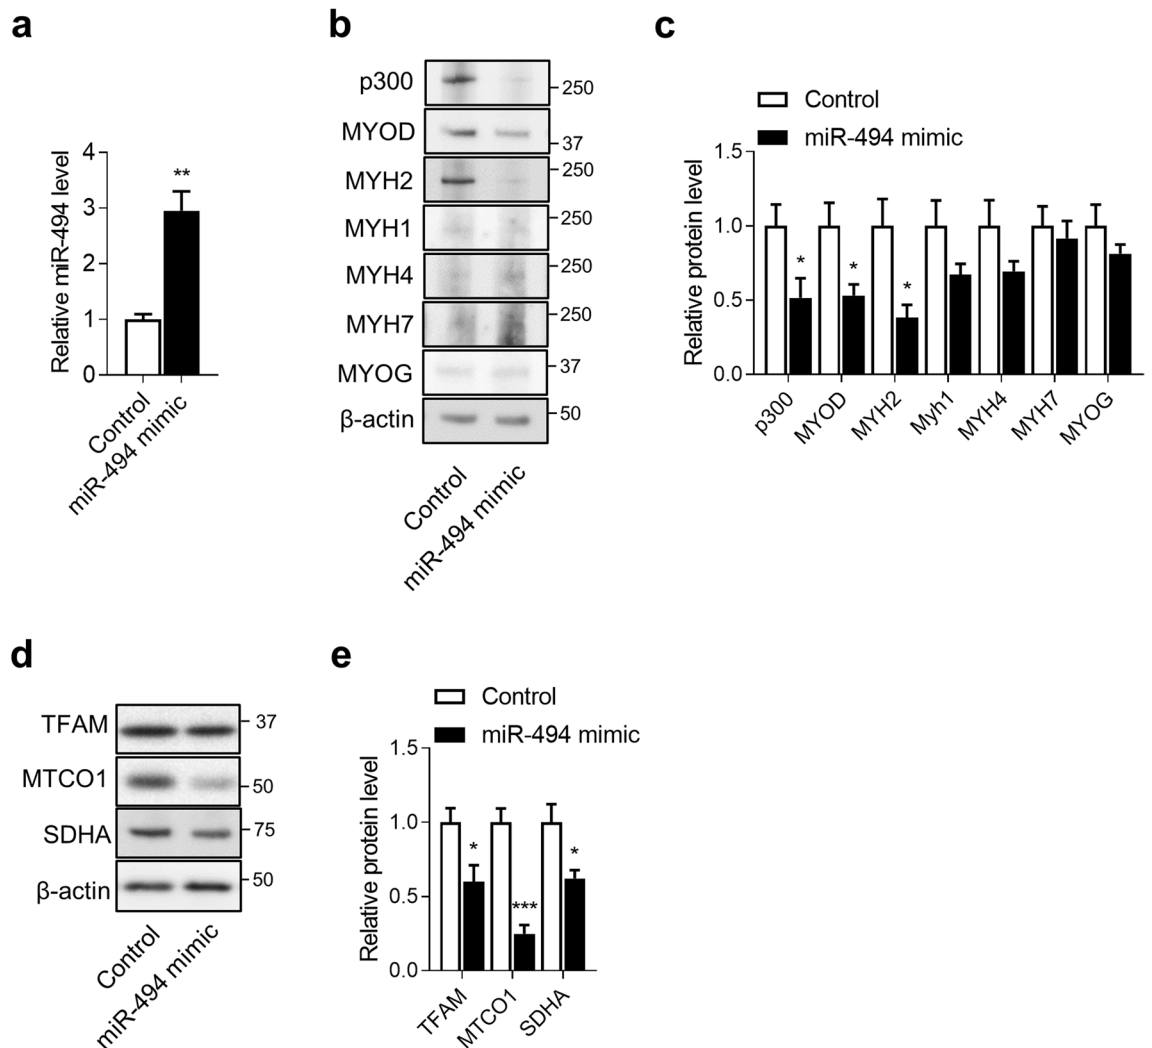 a
Relative miR-494 level
4
3
2
1
0
**
Control
miR-494 mimic
b
p300
250
MYOD
37
MYH2
250
MYH1
250
MYH4
250
MYH7
250
MYOG
37
β-actin
50
Control
miR-494 mimic
c
Control
miR-494 mimic
Relative protein level
1.5
1.0
0.5
0.0
*
*
*
p300
MYOD
MYH2
Myh1
MYH4
MYH7
MYOG
d
TFAM
37
MTCO1
50
SDHA
75
β-actin
50
Control
miR-494 mimic
e
Control
miR-494 mimic
Relative protein level
1.5
1.0
0.5
0.0
*
***
*
TFAM
MTCO1
SDHA